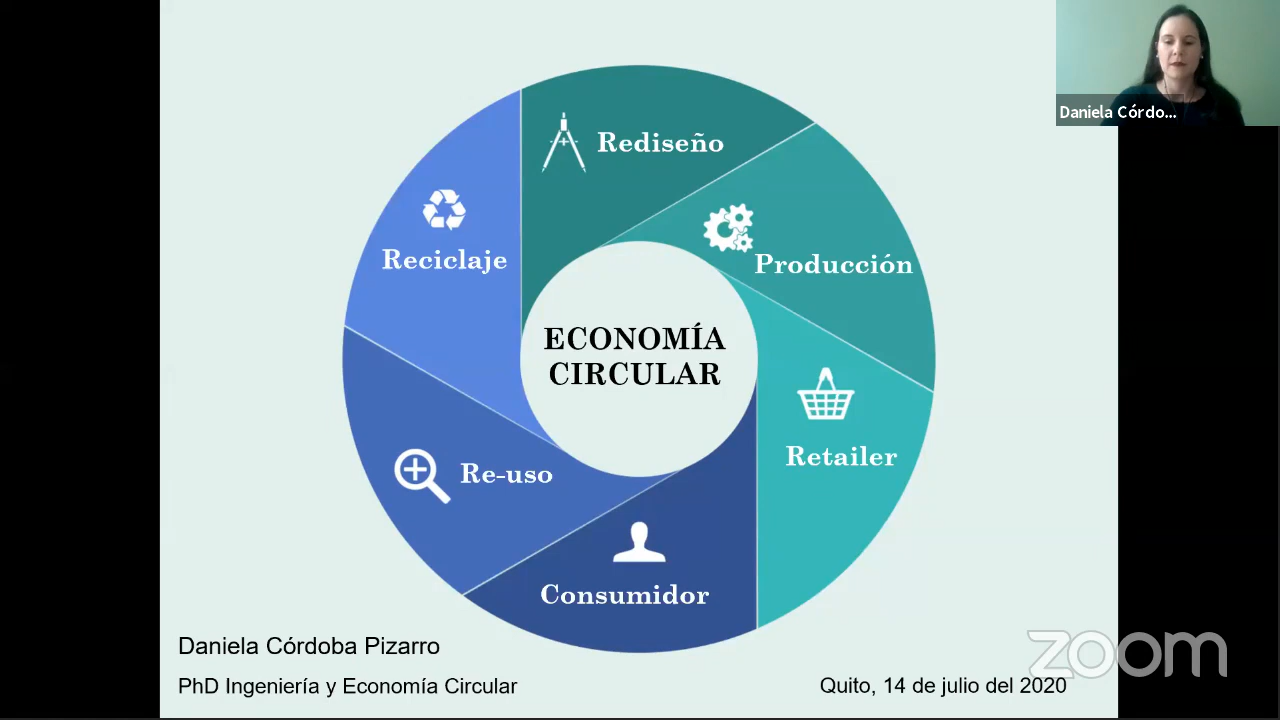 Daniela Córdo...
Rediseño
Producción
Reciclaje
ECONOMÍA
CIRCULAR
Retailer
Re-uso
Consumidor
Daniela Córdoba Pizarro
PhD Ingeniería y Economía Circular
Quito, 14 de julio del 2020
zoom